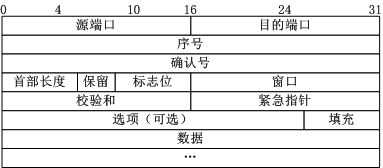 0 4 10 16 24 31
源端口 目的端口
序号
确认号
首部长度 保留 标志位 窗口
校验和 紧急指针
选项（可选） 填充
数据
…